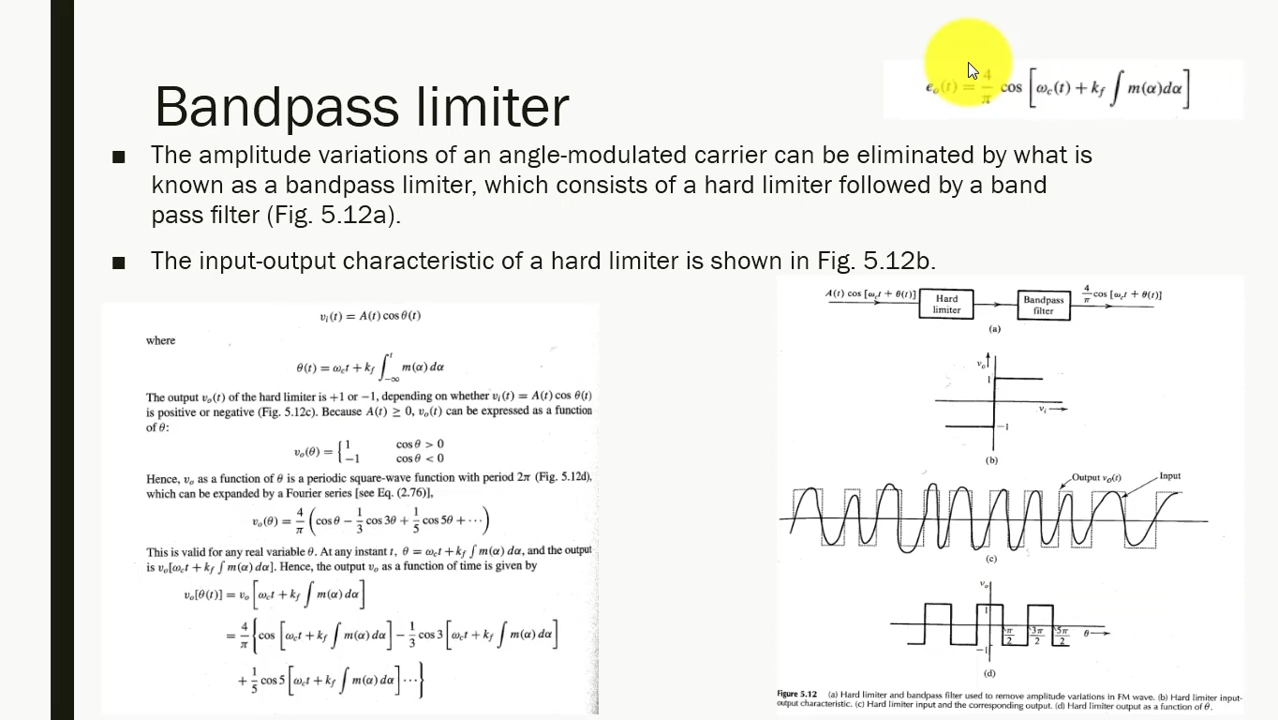 Bandpass limiter
e₀(t) = 4/π cos [ω_c(t) + k_f ∫ m(α)dα]
■ The amplitude variations of an angle-modulated carrier can be eliminated by what is
known as a bandpass limiter, which consists of a hard limiter followed by a band
pass filter (Fig. 5.12a).
■ The input-output characteristic of a hard limiter is shown in Fig. 5.12b.
v_i(t) = A(t) cos θ(t)
where
θ(t) = ω_c t + k_f ∫_{-∞}^{t} m(α) dα
The output v_o(t) of the hard limiter is +1 or −1, depending on whether v_i(t) = A(t) cos θ(t)
is positive or negative (Fig. 5.12c). Because A(t) ≥ 0, v_o(t) can be expressed as a function
of θ:
v_o(θ) = { 1 cos θ > 0
−1 cos θ < 0
Hence, v_o as a function of θ is a periodic square-wave function with period 2π (Fig. 5.12d),
which can be expanded by a Fourier series [see Eq. (2.76)],
v_o(θ) = 4/π (cos θ − 1/3 cos 3θ + 1/5 cos 5θ + ···)
This is valid for any real variable θ. At any instant t, θ = ω_c t + k_f ∫ m(α) dα, and the output
is v_o[ω_c t + k_f ∫ m(α) dα]. Hence, the output v_o as a function of time is given by
v_o[θ(t)] = v_o [ω_c t + k_f ∫ m(α) dα]
= 4/π {cos [ω_c t + k_f ∫ m(α) dα] − 1/3 cos 3 [ω_c t + k_f ∫ m(α) dα]
+ 1/5 cos 5 [ω_c t + k_f ∫ m(α) dα] ···}
A(t) cos [ω_c t + θ(t)]
Hard
limiter
Bandpass
filter
4/π cos [ω_c t + θ(t)]
(a)
v_o
1
v_i
−1
(b)
Output v_o(t)
Input
(c)
v_o
1
π/2 3π/2 5π/2 θ
−1
(d)
Figure 5.12 (a) Hard limiter and bandpass filter used to remove amplitude variations in FM wave. (b) Hard limiter input-
output characteristic. (c) Hard limiter input and the corresponding output. (d) Hard limiter output as a function of θ.